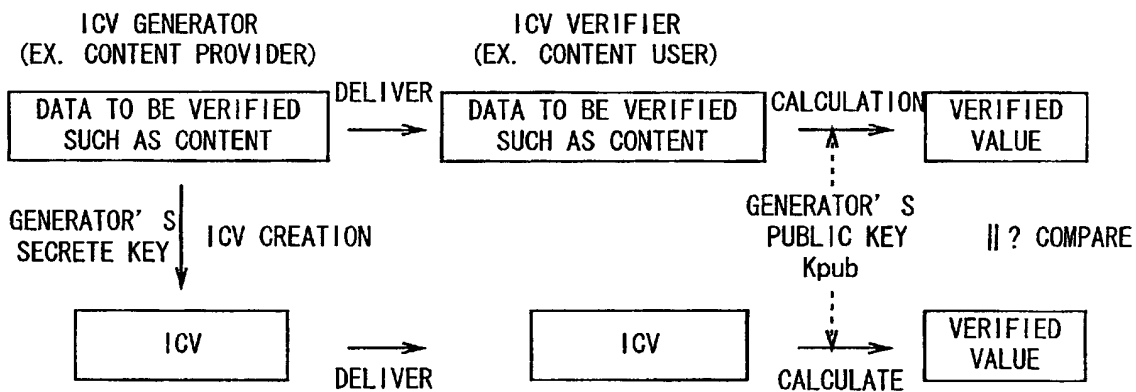 ICV GENERATOR
(EX. CONTENT PROVIDER)
ICV VERIFIER
(EX. CONTENT USER)
DATA TO BE VERIFIED
SUCH AS CONTENT
DELIVER
DATA TO BE VERIFIED
SUCH AS CONTENT
CALCULATION
VERIFIED
VALUE
GENERATOR' S
SECRETE KEY
ICV CREATION
GENERATOR' S
PUBLIC KEY
Kpub
||? COMPARE
ICV
DELIVER
ICV
CALCULATE
VERIFIED
VALUE